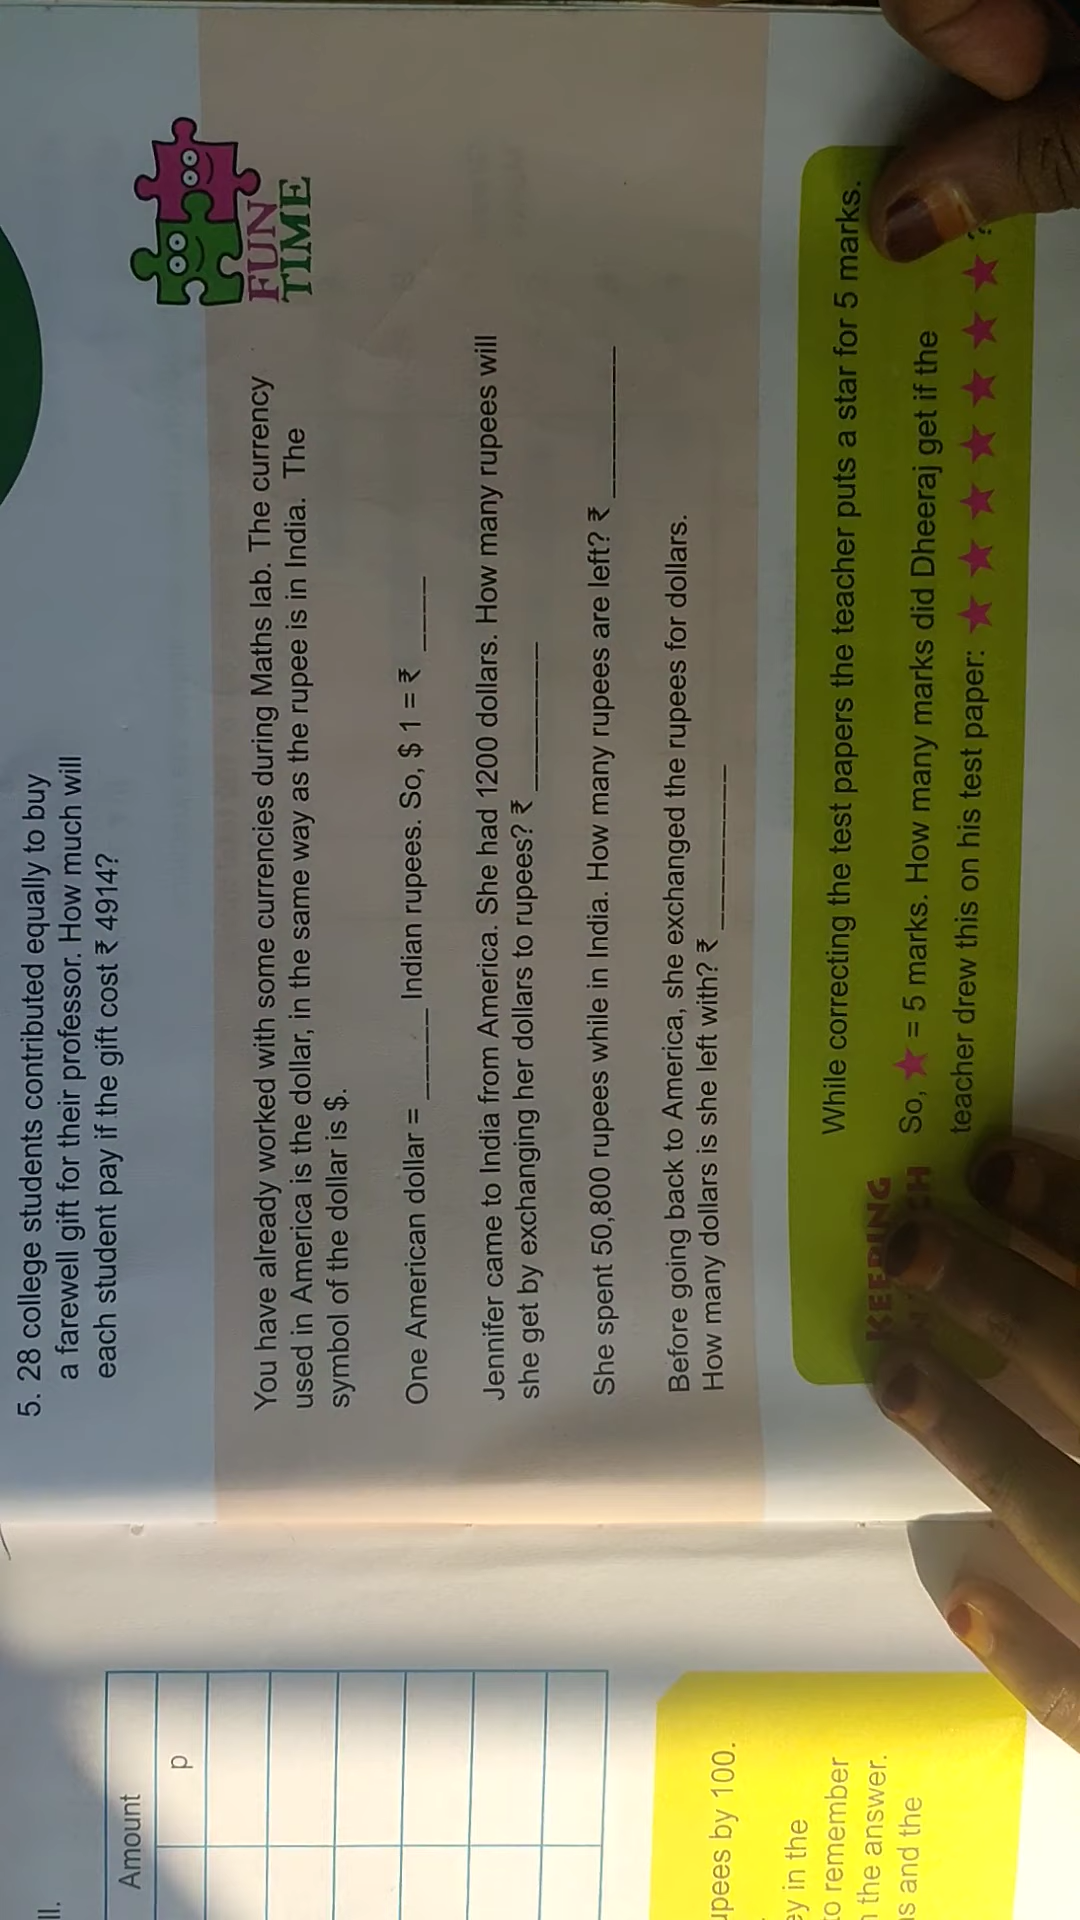 5. 28 college students contributed equally to buy
a farewell gift for their professor. How much will
each student pay if the gift cost ₹ 4914?
FUN
TIME
You have already worked with some currencies during Maths lab. The currency
used in America is the dollar, in the same way as the rupee is in India. The
symbol of the dollar is $.
One American dollar = ______ Indian rupees. So, $ 1 = ₹ _____
Jennifer came to India from America. She had 1200 dollars. How many rupees will
she get by exchanging her dollars to rupees? ₹ __________
She spent 50,800 rupees while in India. How many rupees are left? ₹ __________
Before going back to America, she exchanged the rupees for dollars.
How many dollars is she left with? ₹ ___________
KEEPING
While correcting the test papers the teacher puts a star for 5 marks.
So, ★ = 5 marks. How many marks did Dheeraj get if the
teacher drew this on his test paper: ★ ★ ★ ★ ★ ★ ★ ?
ll.
Amount
p
upees by 100.
y in the
o remember
the answer.
s and the